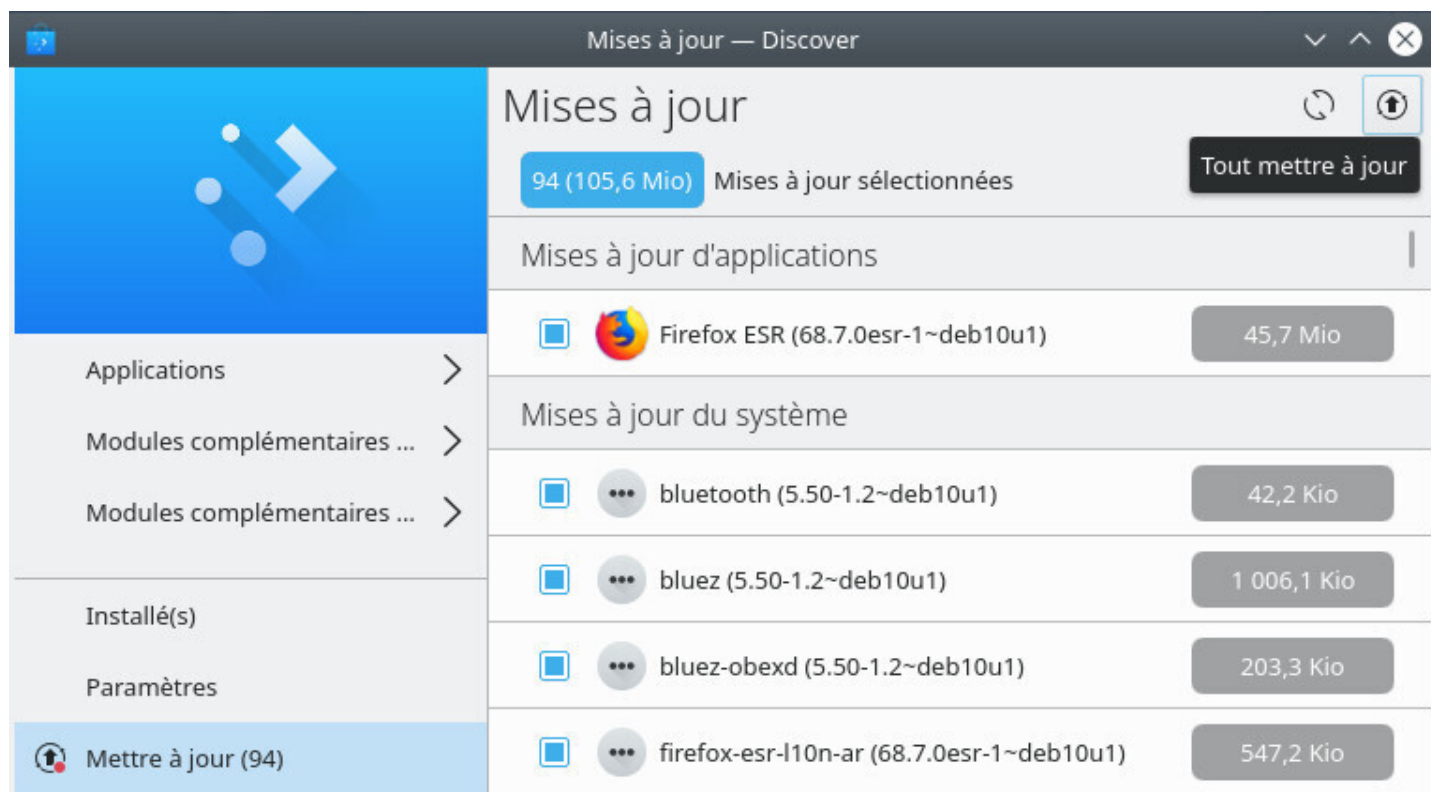 Mises à jour — Discover
Mises à jour
Tout mettre à jour
94 (105,6 Mio) Mises à jour sélectionnées
Mises à jour d'applications
Firefox ESR (68.7.0esr-1~deb10u1) 45,7 Mio
Mises à jour du système
bluetooth (5.50-1.2~deb10u1) 42,2 Kio
bluez (5.50-1.2~deb10u1) 1 006,1 Kio
bluez-obexd (5.50-1.2~deb10u1) 203,3 Kio
firefox-esr-l10n-ar (68.7.0esr-1~deb10u1) 547,2 Kio
Applications
Modules complémentaires ...
Modules complémentaires ...
Installé(s)
Paramètres
Mettre à jour (94)